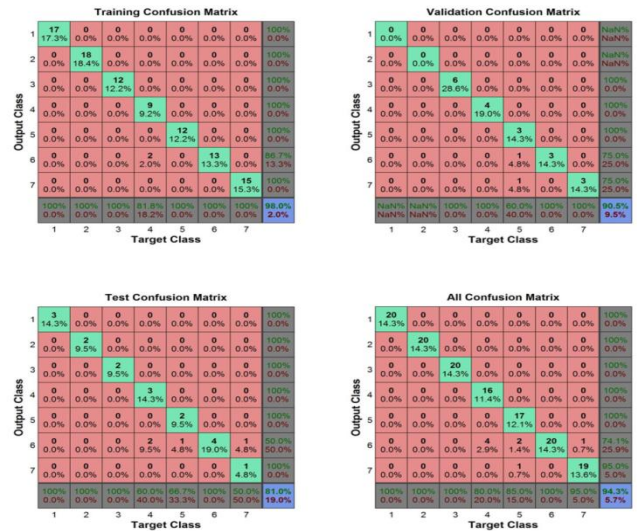 Training Confusion Matrix
Output Class
1 17 0 0 0 0 0 0 100%
17.3% 0.0% 0.0% 0.0% 0.0% 0.0% 0.0% 0.0%
2 0 18 0 0 0 0 0 100%
0.0% 18.4% 0.0% 0.0% 0.0% 0.0% 0.0% 0.0%
3 0 0 12 0 0 0 0 100%
0.0% 0.0% 12.2% 0.0% 0.0% 0.0% 0.0% 0.0%
4 0 0 0 9 0 0 0 100%
0.0% 0.0% 0.0% 9.2% 0.0% 0.0% 0.0% 0.0%
5 0 0 0 0 12 0 0 100%
0.0% 0.0% 0.0% 0.0% 12.2% 0.0% 0.0% 0.0%
6 0 0 0 2 0 13 0 86.7%
0.0% 0.0% 0.0% 2.0% 0.0% 13.3% 0.0% 13.3%
7 0 0 0 0 0 0 15 100%
0.0% 0.0% 0.0% 0.0% 0.0% 0.0% 15.3% 0.0%
100% 100% 100% 81.8% 100% 100% 100% 98.0%
0.0% 0.0% 0.0% 18.2% 0.0% 0.0% 0.0% 2.0%
1 2 3 4 5 6 7
Target Class
Validation Confusion Matrix
Output Class
1 0 0 0 0 0 0 0 NaN%
0.0% 0.0% 0.0% 0.0% 0.0% 0.0% 0.0% NaN%
2 0 0 0 0 0 0 0 NaN%
0.0% 0.0% 0.0% 0.0% 0.0% 0.0% 0.0% NaN%
3 0 0 6 0 0 0 0 100%
0.0% 0.0% 28.6% 0.0% 0.0% 0.0% 0.0% 0.0%
4 0 0 0 4 0 0 0 100%
0.0% 0.0% 0.0% 19.0% 0.0% 0.0% 0.0% 0.0%
5 0 0 0 0 3 0 0 100%
0.0% 0.0% 0.0% 0.0% 14.3% 0.0% 0.0% 0.0%
6 0 0 0 0 1 3 0 75.0%
0.0% 0.0% 0.0% 0.0% 4.8% 14.3% 0.0% 25.0%
7 0 0 0 0 1 0 3 75.0%
0.0% 0.0% 0.0% 0.0% 4.8% 0.0% 14.3% 25.0%
NaN% NaN% 100% 100% 60.0% 100% 100% 90.5%
NaN% NaN% 0.0% 0.0% 40.0% 0.0% 0.0% 9.5%
1 2 3 4 5 6 7
Target Class
Test Confusion Matrix
Output Class
1 3 0 0 0 0 0 0 100%
14.3% 0.0% 0.0% 0.0% 0.0% 0.0% 0.0% 0.0%
2 0 2 0 0 0 0 0 100%
0.0% 9.5% 0.0% 0.0% 0.0% 0.0% 0.0% 0.0%
3 0 0 2 0 0 0 0 100%
0.0% 0.0% 9.5% 0.0% 0.0% 0.0% 0.0% 0.0%
4 0 0 0 3 0 0 0 100%
0.0% 0.0% 0.0% 14.3% 0.0% 0.0% 0.0% 0.0%
5 0 0 0 0 2 0 0 100%
0.0% 0.0% 0.0% 0.0% 9.5% 0.0% 0.0% 0.0%
6 0 0 0 2 1 4 1 50.0%
0.0% 0.0% 0.0% 9.5% 4.8% 19.0% 4.8% 50.0%
7 0 0 0 0 0 0 1 100%
0.0% 0.0% 0.0% 0.0% 0.0% 0.0% 4.8% 0.0%
100% 100% 100% 60.0% 66.7% 100% 50.0% 81.0%
0.0% 0.0% 0.0% 40.0% 33.3% 0.0% 50.0% 19.0%
1 2 3 4 5 6 7
Target Class
All Confusion Matrix
Output Class
1 20 0 0 0 0 0 0 100%
14.3% 0.0% 0.0% 0.0% 0.0% 0.0% 0.0% 0.0%
2 0 20 0 0 0 0 0 100%
0.0% 14.3% 0.0% 0.0% 0.0% 0.0% 0.0% 0.0%
3 0 0 20 0 0 0 0 100%
0.0% 0.0% 14.3% 0.0% 0.0% 0.0% 0.0% 0.0%
4 0 0 0 16 0 0 0 100%
0.0% 0.0% 0.0% 11.4% 0.0% 0.0% 0.0% 0.0%
5 0 0 0 0 17 0 0 100%
0.0% 0.0% 0.0% 0.0% 12.1% 0.0% 0.0% 0.0%
6 0 0 0 4 2 20 1 74.1%
0.0% 0.0% 0.0% 2.9% 1.4% 14.3% 0.7% 25.9%
7 0 0 0 0 1 0 19 95.0%
0.0% 0.0% 0.0% 0.0% 0.7% 0.0% 13.6% 5.0%
100% 100% 100% 80.0% 85.0% 100% 95.0% 94.3%
0.0% 0.0% 0.0% 20.0% 15.0% 0.0% 5.0% 5.7%
1 2 3 4 5 6 7
Target Class